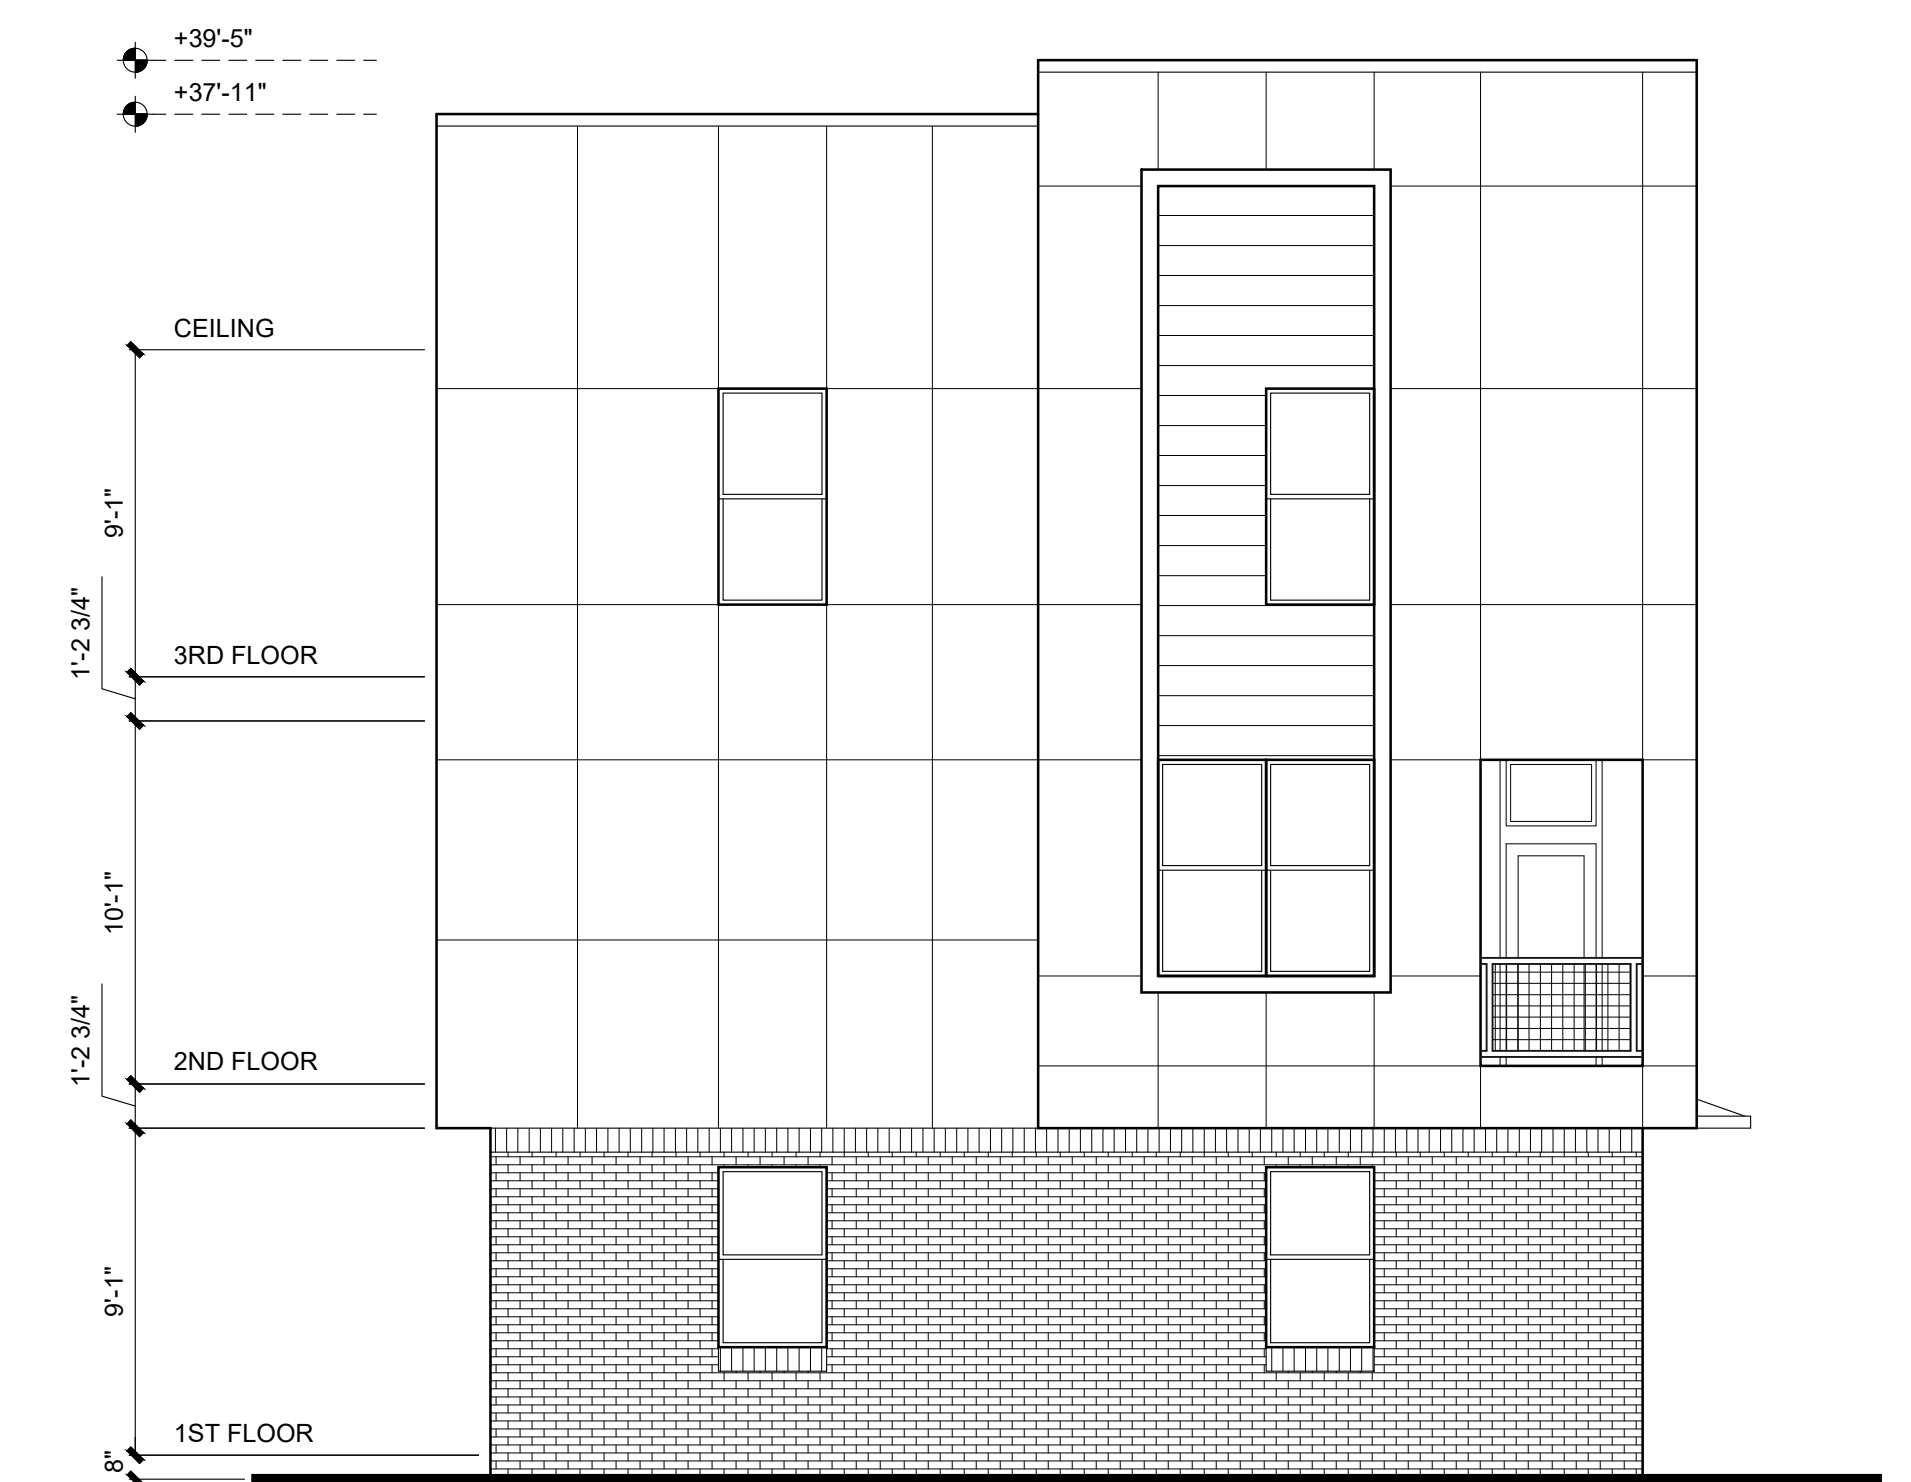 +39'-5"
+37'-11"
CEILING
9'-1"
1'-2 3/4"
3RD FLOOR
10'-1"
1'-2 3/4"
2ND FLOOR
9'-1"
1ST FLOOR
8"